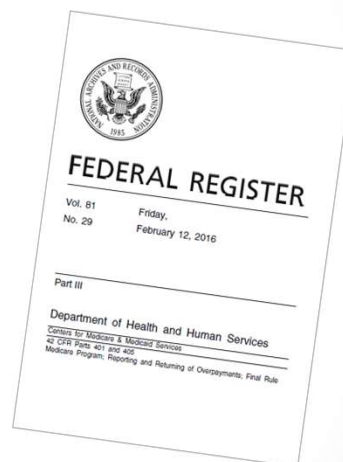 NATIONAL ARCHIVES AND RECORDS ADMINISTRATION
1985
FEDERAL REGISTER
Vol. 81 Friday,
No. 29 February 12, 2016
Part III
Department of Health and Human Services
Centers for Medicare & Medicaid Services
42 CFR Parts 401 and 405
Medicare Program; Reporting and Returning of Overpayments; Final Rule